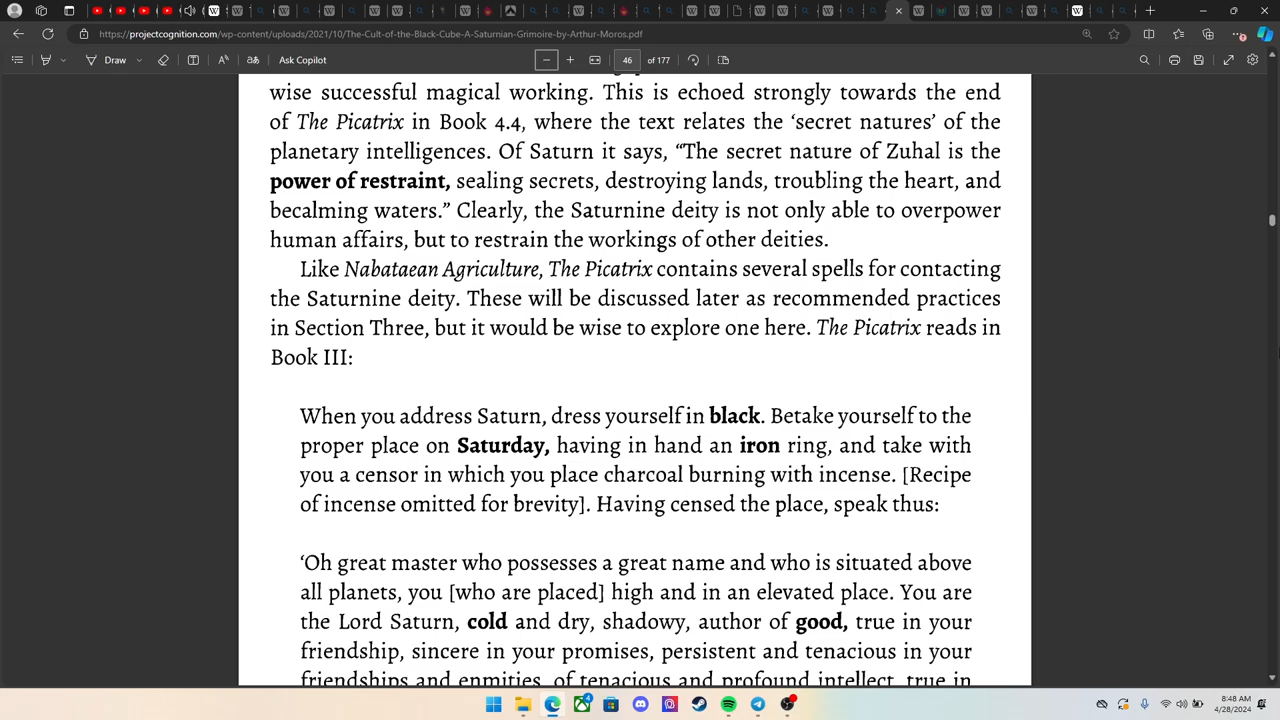 https://projectcognition.com/wp-content/uploads/2021/10/The-Cult-of-the-Black-Cube-A-Saturnian-Grimoire-by-Arthur-Moros.pdf
Draw
Ask Copilot
46 of 177
wise successful magical working. This is echoed strongly towards the end
of The Picatrix in Book 4.4, where the text relates the ‘secret natures’ of the
planetary intelligences. Of Saturn it says, “The secret nature of Zuhal is the
power of restraint, sealing secrets, destroying lands, troubling the heart, and
becalming waters.” Clearly, the Saturnine deity is not only able to overpower
human affairs, but to restrain the workings of other deities.
Like Nabataean Agriculture, The Picatrix contains several spells for contacting
the Saturnine deity. These will be discussed later as recommended practices
in Section Three, but it would be wise to explore one here. The Picatrix reads in
Book III:
When you address Saturn, dress yourself in black. Betake yourself to the
proper place on Saturday, having in hand an iron ring, and take with
you a censor in which you place charcoal burning with incense. [Recipe
of incense omitted for brevity]. Having censed the place, speak thus:
‘Oh great master who possesses a great name and who is situated above
all planets, you [who are placed] high and in an elevated place. You are
the Lord Saturn, cold and dry, shadowy, author of good, true in your
friendship, sincere in your promises, persistent and tenacious in your
friendships and enmities, of tenacious and profound intellect, true in
8:48 AM
4/28/2024